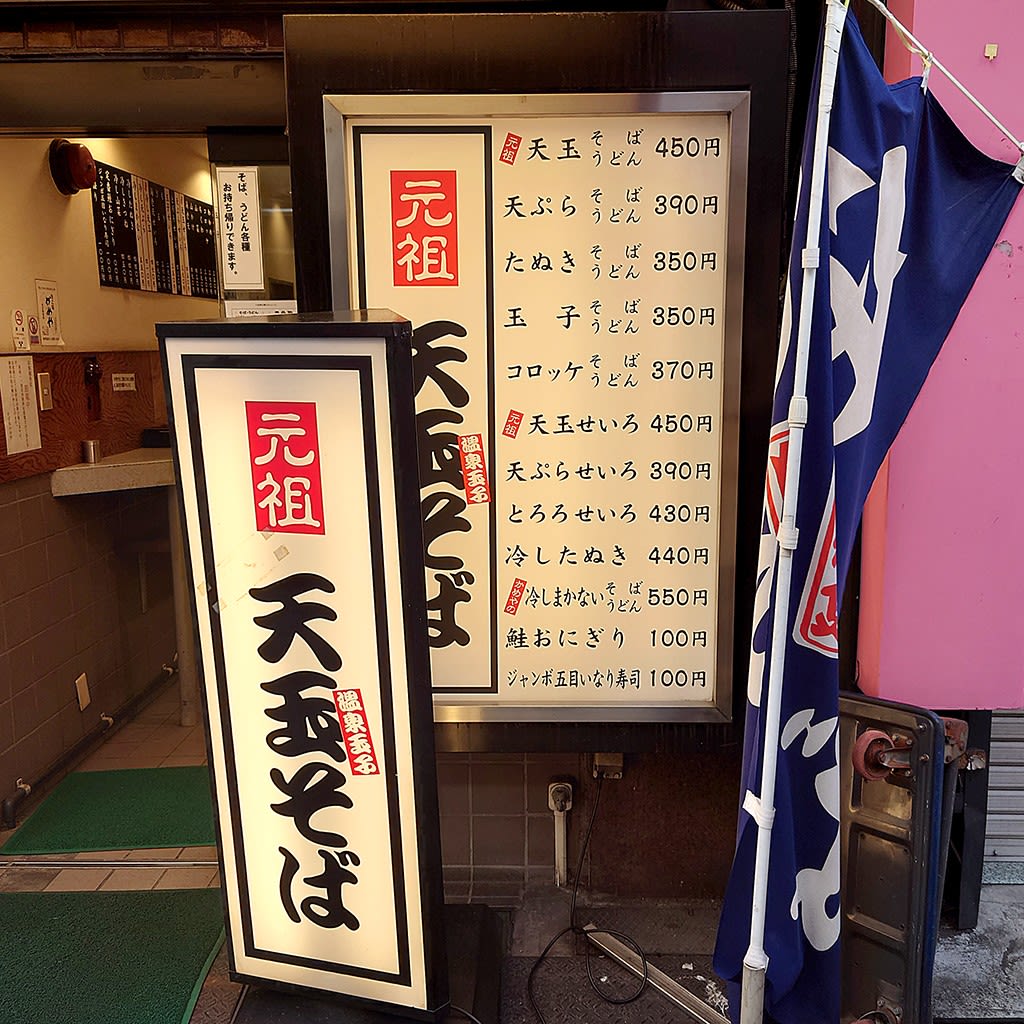 そば、うどん各種
お持ち帰りできます。
元祖
天玉そば
温泉玉子
元祖 天玉 そば うどん 450円
天ぷら そば うどん 390円
たぬき そば うどん 350円
玉子 そば うどん 350円
コロッケ そば うどん 370円
元祖 天玉せいろ 450円
天ぷらせいろ 390円
とろろせいろ 430円
冷したぬき 440円
かめやの 冷しまかない そば うどん 550円
鮭おにぎり 100円
ジャンボ五目いなり寿司 100円
元祖
天玉そば
温泉玉子